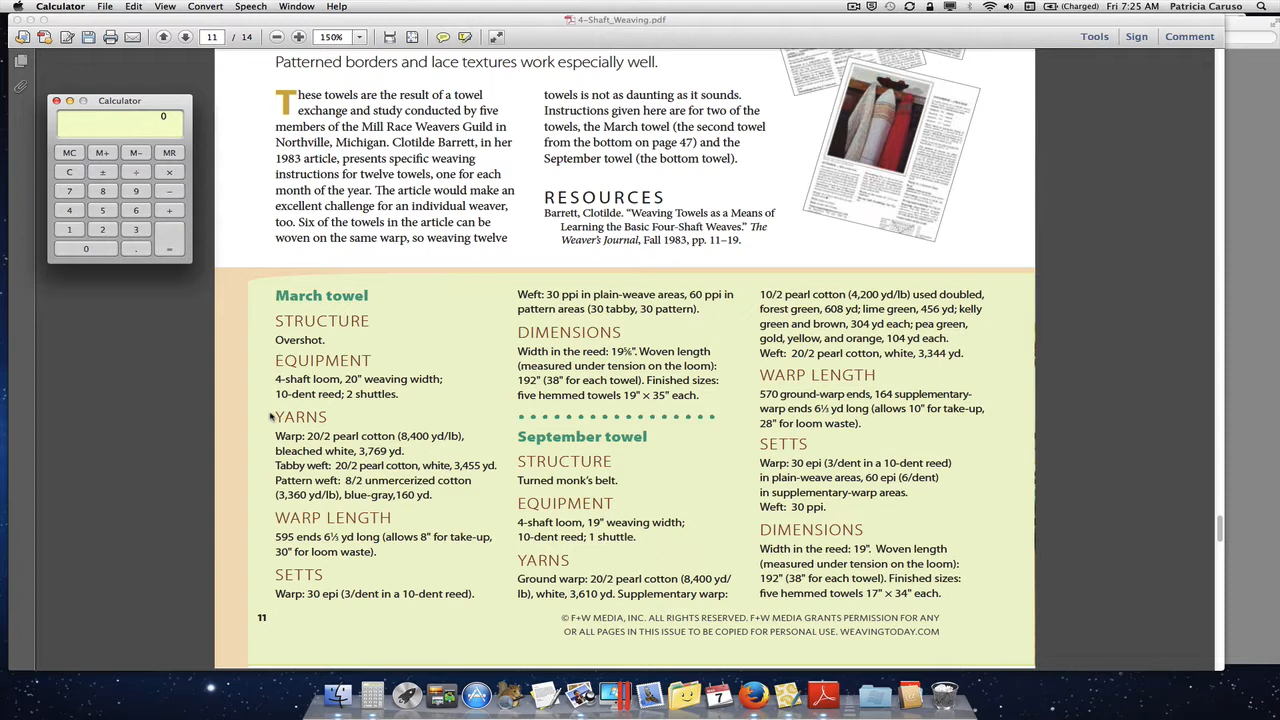 Calculator File Edit View Convert Speech Window Help (Charged) Fri 7:25 AM Patricia Caruso
4-Shaft_Weaving.pdf
11 / 14 150% Tools Sign Comment
Calculator
0
MC M+ M- MR
C ± ÷ ×
7 8 9 −
4 5 6 +
1 2 3
0 . =
Patterned borders and lace textures work especially well.
These towels are the result of a towel
exchange and study conducted by five
members of the Mill Race Weavers Guild in
Northville, Michigan. Clotilde Barrett, in her
1983 article, presents specific weaving
instructions for twelve towels, one for each
month of the year. The article would make an
excellent challenge for an individual weaver,
too. Six of the towels in the article can be
woven on the same warp, so weaving twelve
towels is not as daunting as it sounds.
Instructions given here are for two of the
towels, the March towel (the second towel
from the bottom on page 47) and the
September towel (the bottom towel).
RESOURCES
Barrett, Clotilde. “Weaving Towels as a Means of
Learning the Basic Four-Shaft Weaves.” The
Weaver’s Journal, Fall 1983, pp. 11–19.
March towel
STRUCTURE
Overshot.
EQUIPMENT
4-shaft loom, 20" weaving width;
10-dent reed; 2 shuttles.
YARNS
Warp: 20/2 pearl cotton (8,400 yd/lb),
bleached white, 3,769 yd.
Tabby weft: 20/2 pearl cotton, white, 3,455 yd.
Pattern weft: 8/2 unmercerized cotton
(3,360 yd/lb), blue-gray,160 yd.
WARP LENGTH
595 ends 6⅓ yd long (allows 8" for take-up,
30" for loom waste).
SETTS
Warp: 30 epi (3/dent in a 10-dent reed).
Weft: 30 ppi in plain-weave areas, 60 ppi in
pattern areas (30 tabby, 30 pattern).
DIMENSIONS
Width in the reed: 19⅝". Woven length
(measured under tension on the loom):
192" (38" for each towel). Finished sizes:
five hemmed towels 19" × 35" each.
September towel
STRUCTURE
Turned monk’s belt.
EQUIPMENT
4-shaft loom, 19" weaving width;
10-dent reed; 1 shuttle.
YARNS
Ground warp: 20/2 pearl cotton (8,400 yd/
lb), white, 3,610 yd. Supplementary warp:
10/2 pearl cotton (4,200 yd/lb) used doubled,
forest green, 608 yd; lime green, 456 yd; kelly
green and brown, 304 yd each; pea green,
gold, yellow, and orange, 104 yd each.
Weft: 20/2 pearl cotton, white, 3,344 yd.
WARP LENGTH
570 ground-warp ends, 164 supplementary-
warp ends 6⅓ yd long (allows 10" for take-up,
28" for loom waste).
SETTS
Warp: 30 epi (3/dent in a 10-dent reed)
in plain-weave areas, 60 epi (6/dent)
in supplementary-warp areas.
Weft: 30 ppi.
DIMENSIONS
Width in the reed: 19". Woven length
(measured under tension on the loom):
192" (38" for each towel). Finished sizes:
five hemmed towels 17" × 34" each.
11
© F+W MEDIA, INC. ALL RIGHTS RESERVED. F+W MEDIA GRANTS PERMISSION FOR ANY
OR ALL PAGES IN THIS ISSUE TO BE COPIED FOR PERSONAL USE. WEAVINGTODAY.COM